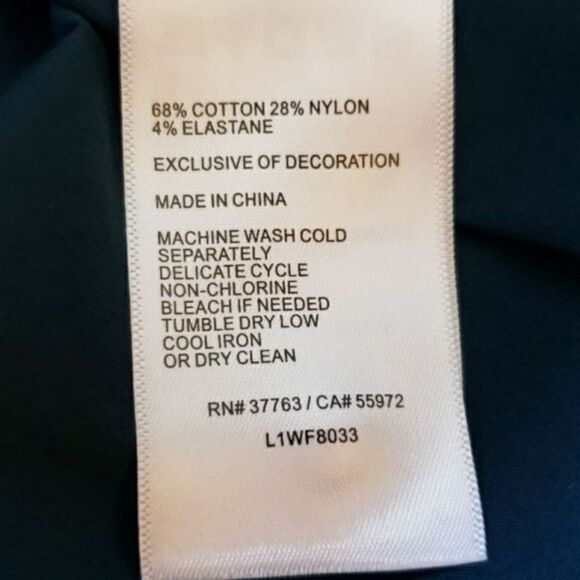 68% COTTON 28% NYLON
4% ELASTANE
EXCLUSIVE OF DECORATION
MADE IN CHINA
MACHINE WASH COLD
SEPARATELY
DELICATE CYCLE
NON-CHLORINE
BLEACH IF NEEDED
TUMBLE DRY LOW
COOL IRON
OR DRY CLEAN
RN# 37763 / CA# 55972
L1WF8033